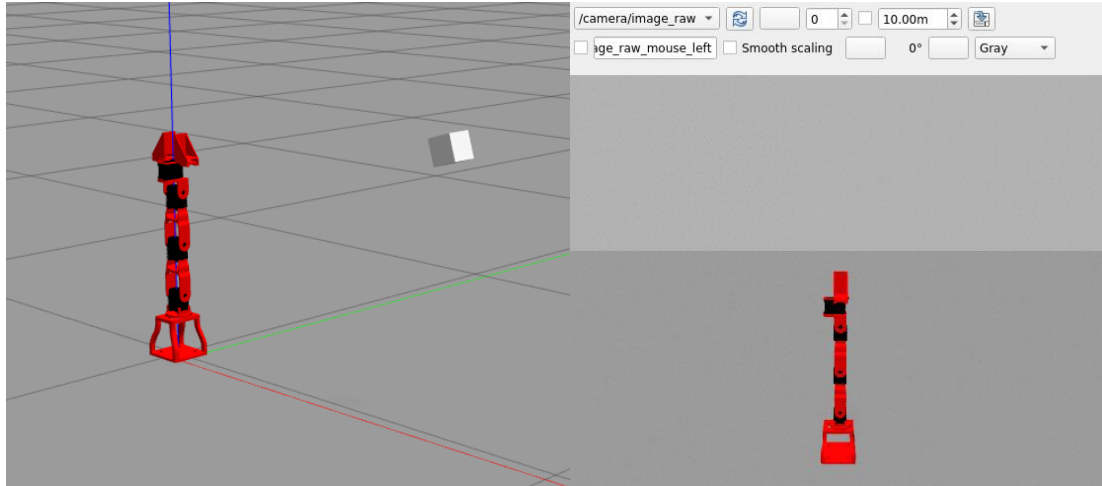 /camera/image_raw 0 10.00m
age_raw_mouse_left Smooth scaling 0° Gray